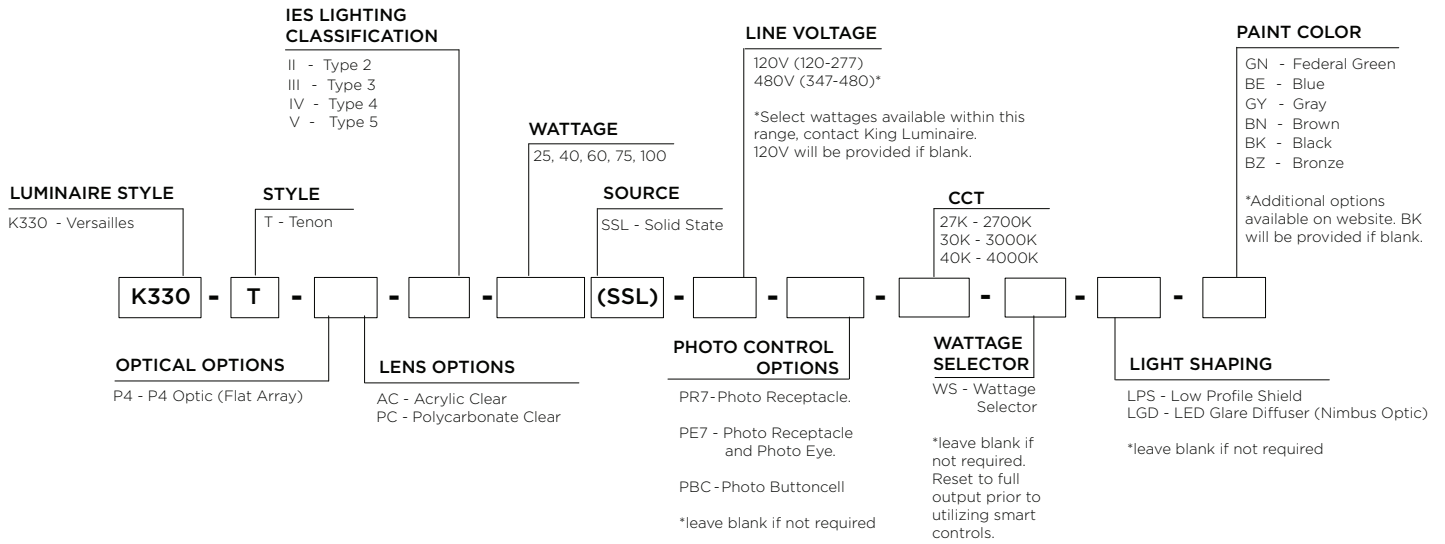 IES LIGHTING
CLASSIFICATION
II - Type 2
III - Type 3
IV - Type 4
V - Type 5
LINE VOLTAGE
120V (120-277)
480V (347-480)*
*Select wattages available within this
range, contact King Luminaire.
120V will be provided if blank.
PAINT COLOR
GN - Federal Green
BE - Blue
GY - Gray
BN - Brown
BK - Black
BZ - Bronze
*Additional options
available on website. BK
will be provided if blank.
WATTAGE
25, 40, 60, 75, 100
LUMINAIRE STYLE
K330 - Versailles
STYLE
T - Tenon
SOURCE
SSL - Solid State
CCT
27K - 2700K
30K - 3000K
40K - 4000K
K330 - T - - - (SSL) - - - - - -
OPTICAL OPTIONS
P4 - P4 Optic (Flat Array)
LENS OPTIONS
AC - Acrylic Clear
PC - Polycarbonate Clear
PHOTO CONTROL
OPTIONS
PR7-Photo Receptacle.
PE7 - Photo Receptacle
and Photo Eye.
PBC-Photo Buttoncell
*leave blank if not required
WATTAGE
SELECTOR
WS - Wattage
Selector
*leave blank if
not required.
Reset to full
output prior to
utilizing smart
controls.
LIGHT SHAPING
LPS - Low Profile Shield
LGD - LED Glare Diffuser (Nimbus Optic)
*leave blank if not required